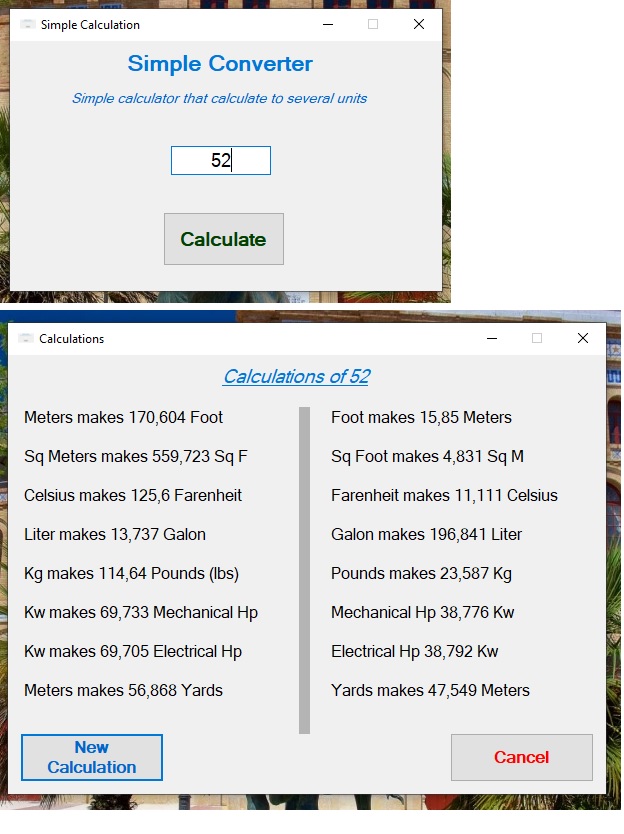 Simple Calculation
Simple Converter
Simple calculator that calculate to several units
52
Calculate
Calculations
Calculations of 52
Meters makes 170,604 Foot
Foot makes 15,85 Meters
Sq Meters makes 559,723 Sq F
Sq Foot makes 4,831 Sq M
Celsius makes 125,6 Farenheit
Farenheit makes 11,111 Celsius
Liter makes 13,737 Galon
Galon makes 196,841 Liter
Kg makes 114,64 Pounds (lbs)
Pounds makes 23,587 Kg
Kw makes 69,733 Mechanical Hp
Mechanical Hp 38,776 Kw
Kw makes 69,705 Electrical Hp
Electrical Hp 38,792 Kw
Meters makes 56,868 Yards
Yards makes 47,549 Meters
New
Calculation
Cancel